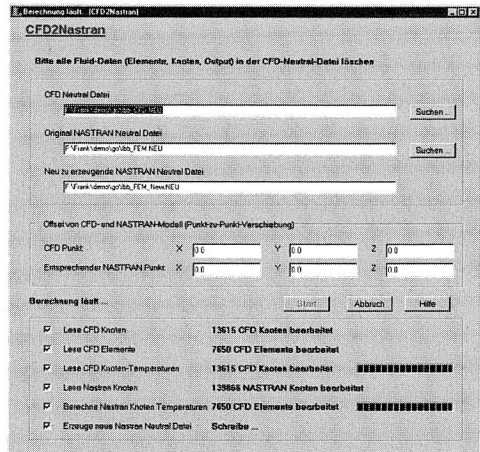 Berechnung läuft... (CFD2Nastran)
CFD2Nastran
Bitte alle Fluid-Daten (Elemente, Knoten, Output) in der CFD-Neutral-Datei löschen
CFD Neutral Datei
Suchen...
Original NASTRAN Neutral Datei
F:\Frank\demo\go\bb_FEM.NEU
Suchen...
Neu zu erzeugende NASTRAN Neutral Datei
F:\Frank\demo\go\bb_FEM_New.NEU
Offset von CFD- und NASTRAN-Modell (Punkt-zu-Punkt-Verschiebung)
CFD Punkt X 0.0 Y 0.0 Z 0.0
Entsprechender NASTRAN Punkt X 0.0 Y 0.0 Z 0.0
Berechnung läuft ... Start Abbruch Hilfe
Lese CFD Knoten 13615 CFD Knoten bearbeitet
Lese CFD Elemente 7650 CFD Elemente bearbeitet
Lese CFD Knoten-Temperaturen 13615 CFD Knoten bearbeitet
Lese Nastran Knoten 139866 NASTRAN Knoten bearbeitet
Berechne Nastran Knoten Temperaturen 7650 CFD Elemente bearbeitet
Erzeuge neue Nastran Neutral Datei Schreibe ...